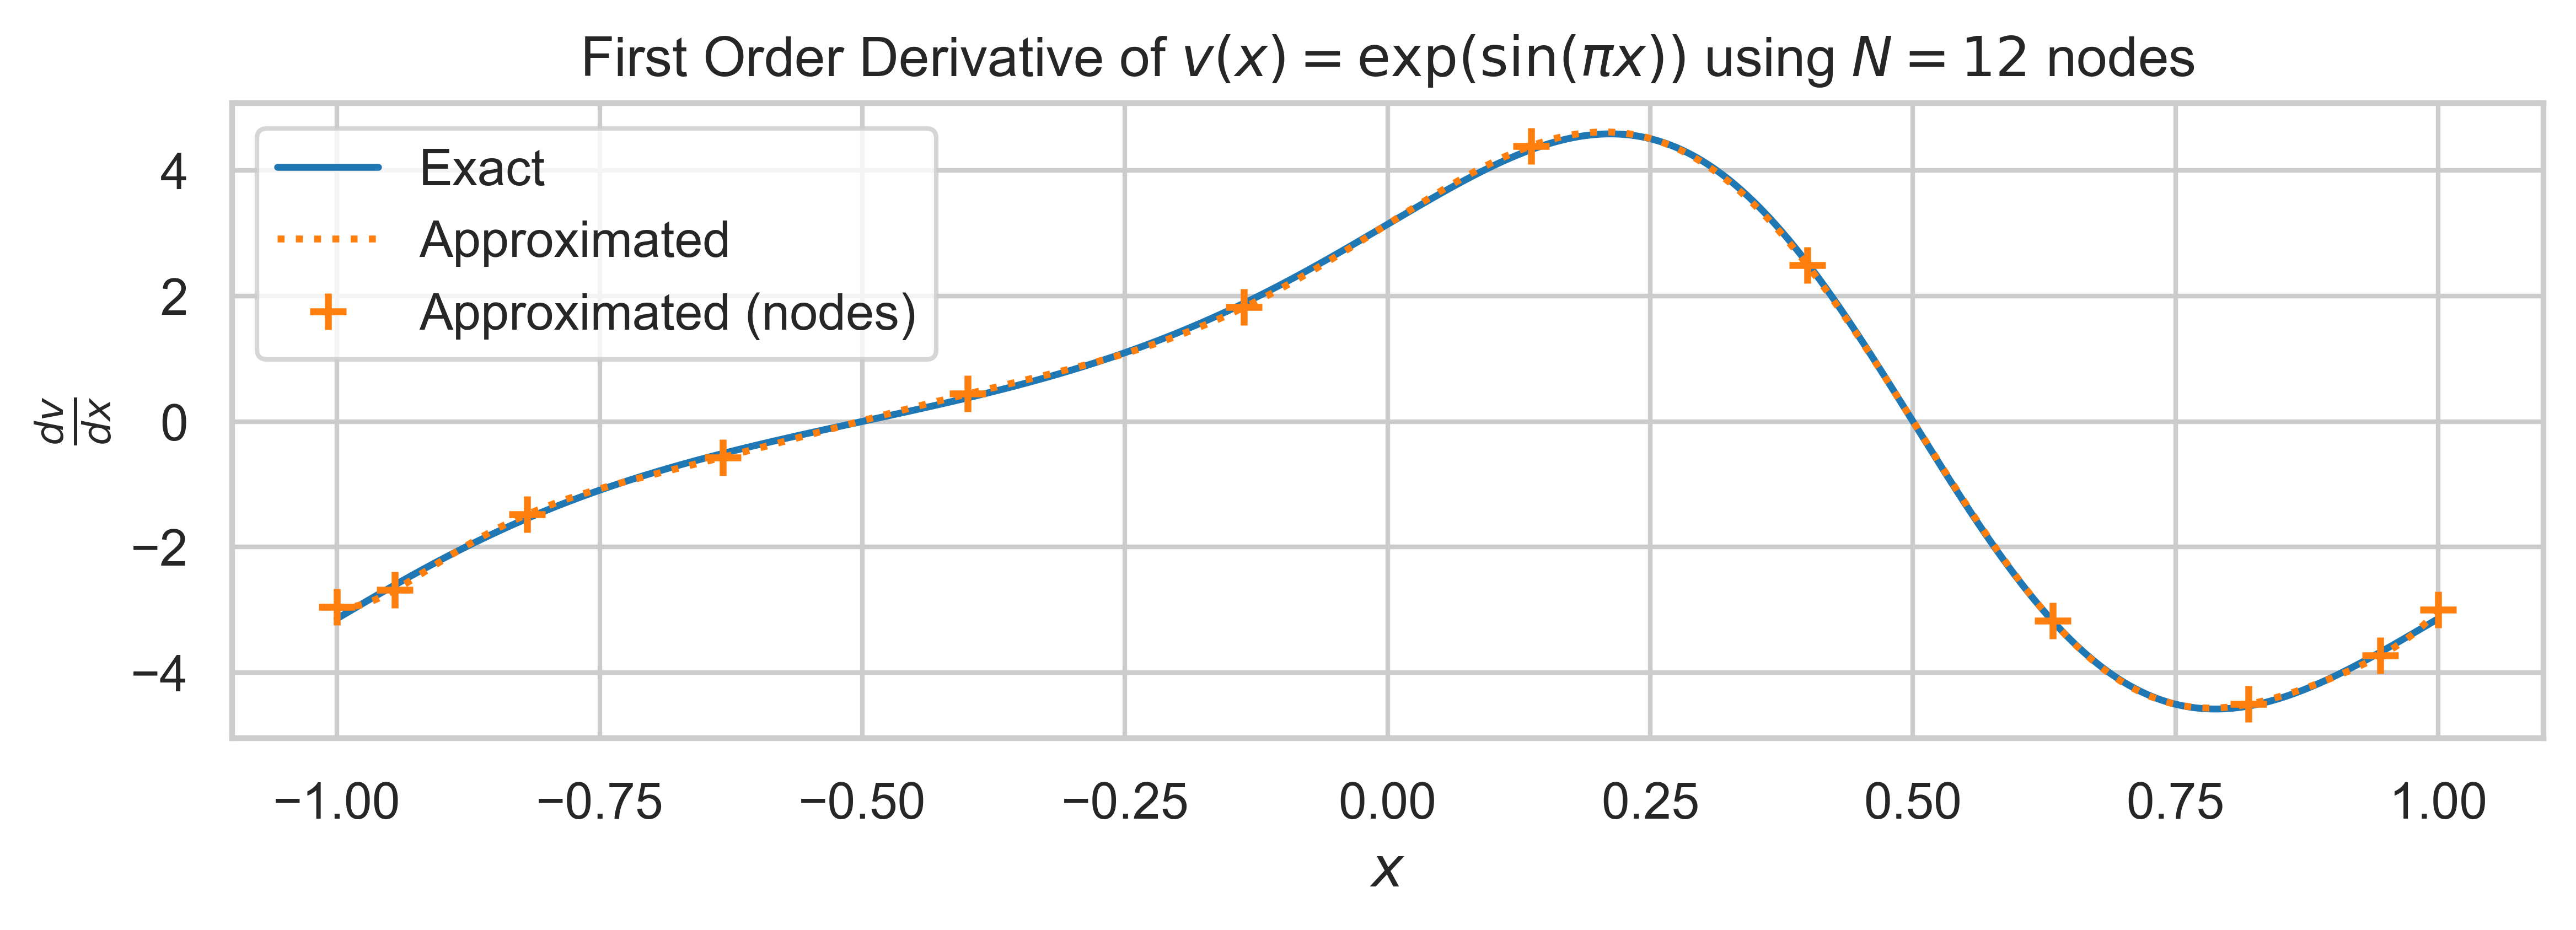 First Order Derivative of v(x) = exp(sin(πx)) using N = 12 nodes
Exact
Approximated
Approximated (nodes)
4
2
0
−2
−4
dv
dx
−1.00 −0.75 −0.50 −0.25 0.00 0.25 0.50 0.75 1.00
x